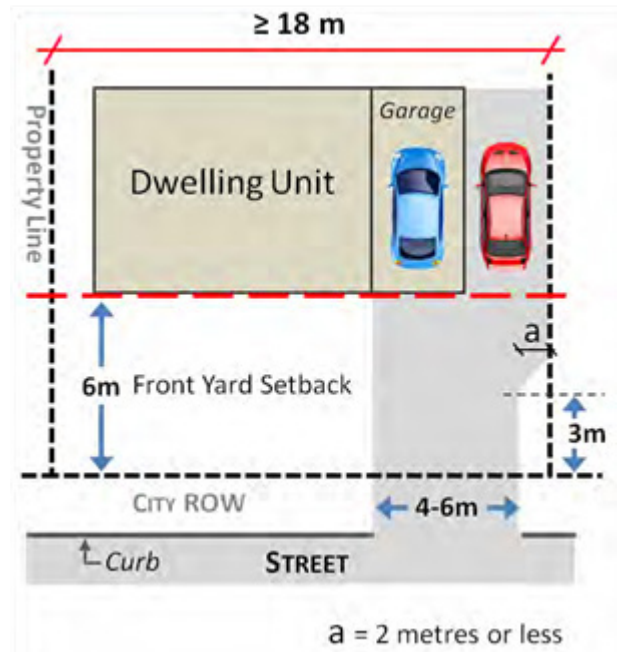 ≥ 18 m
Property Line
Garage
Dwelling Unit
a
6m Front Yard Setback
3m
CITY ROW
4-6m
Curb
STREET
a = 2 metres or less